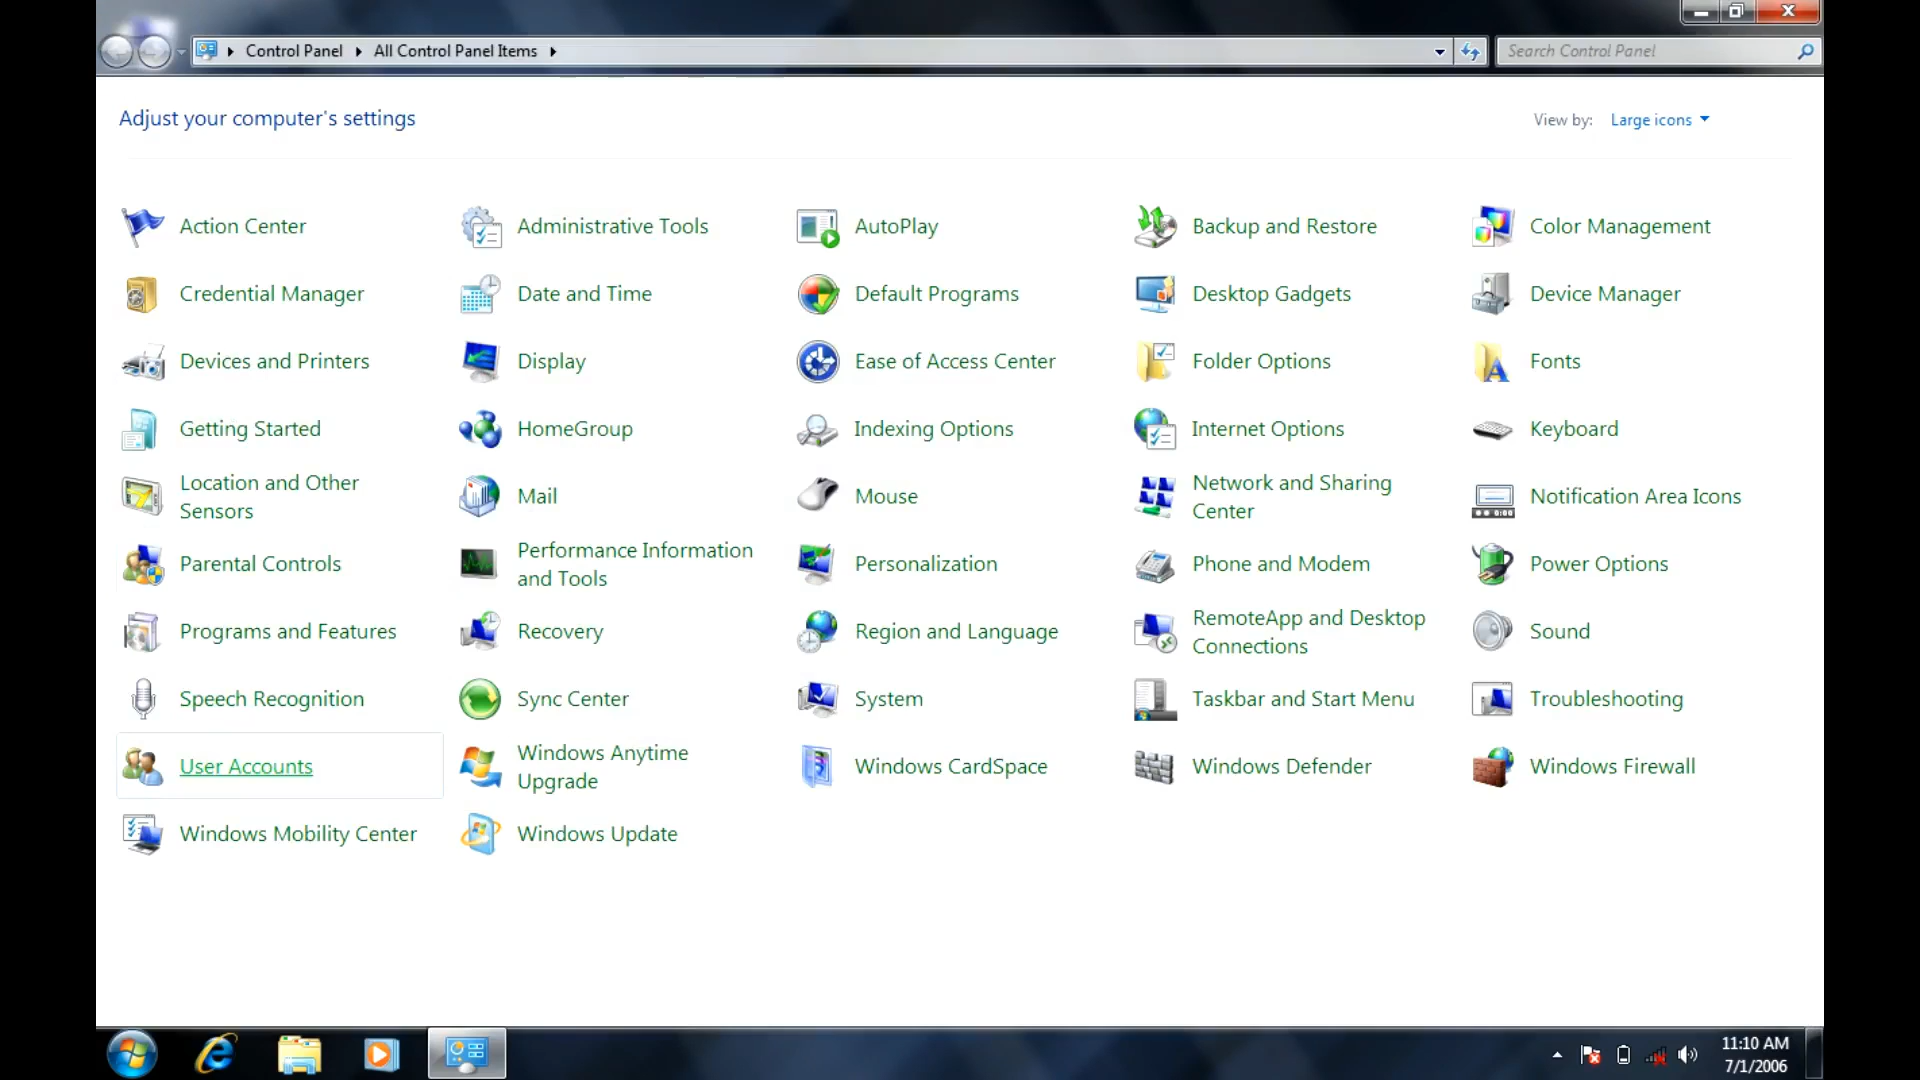 Control Panel All Control Panel Items Search Control Panel
Adjust your computer's settings
View by: Large icons
Action Center
Administrative Tools
AutoPlay
Backup and Restore
Color Management
Credential Manager
Date and Time
Default Programs
Desktop Gadgets
Device Manager
Devices and Printers
Display
Ease of Access Center
Folder Options
Fonts
Getting Started
HomeGroup
Indexing Options
Internet Options
Keyboard
Location and Other
Sensors
Mail
Mouse
Network and Sharing
Center
Notification Area Icons
Parental Controls
Performance Information
and Tools
Personalization
Phone and Modem
Power Options
Programs and Features
Recovery
Region and Language
RemoteApp and Desktop
Connections
Sound
Speech Recognition
Sync Center
System
Taskbar and Start Menu
Troubleshooting
User Accounts
Windows Anytime
Upgrade
Windows CardSpace
Windows Defender
Windows Firewall
Windows Mobility Center
Windows Update
11:10 AM
7/1/2006